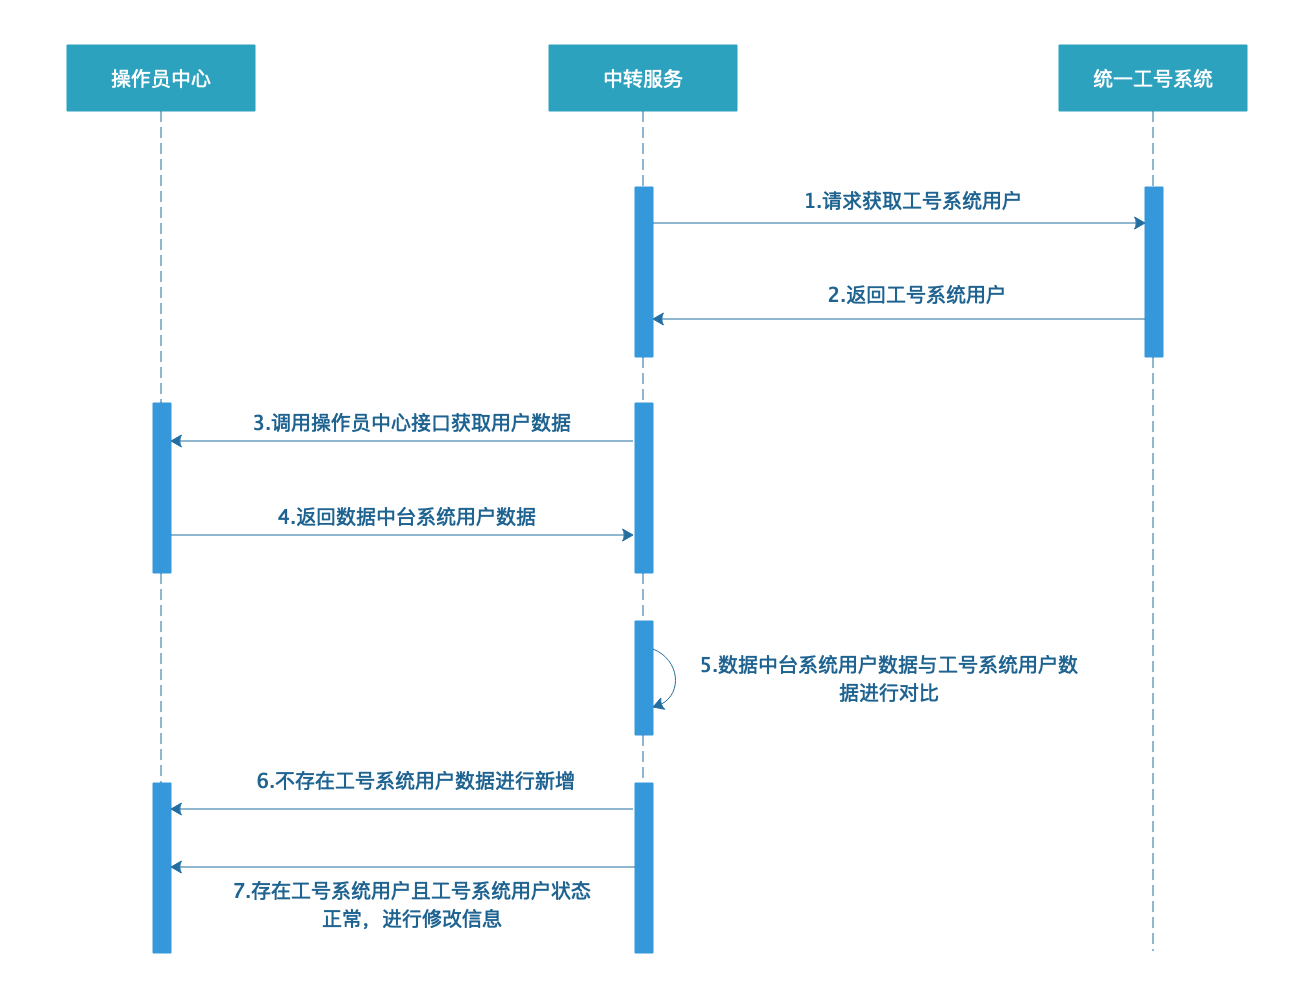 操作员中心
中转服务
统一工号系统
1.请求获取工号系统用户
2.返回工号系统用户
3.调用操作员中心接口获取用户数据
4.返回数据中台系统用户数据
5.数据中台系统用户数据与工号系统用户数
据进行对比
6.不存在工号系统用户数据进行新增
7.存在工号系统用户且工号系统用户状态
正常，进行修改信息